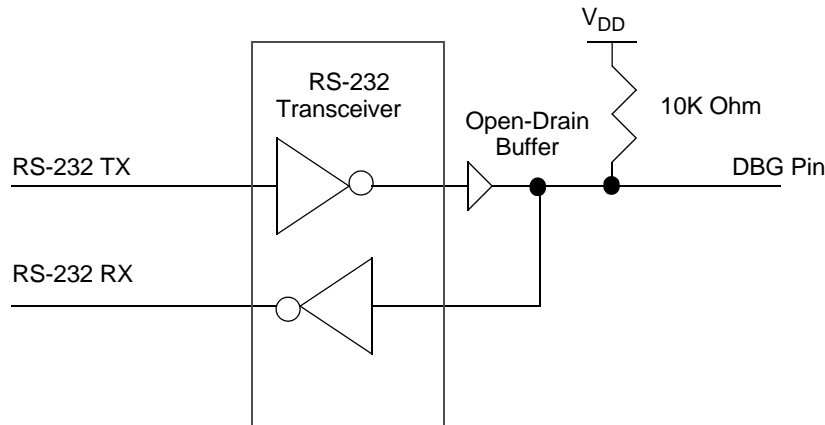 VDD
RS-232
Transceiver
10K Ohm
Open-Drain
Buffer
RS-232 TX
DBG Pin
RS-232 RX